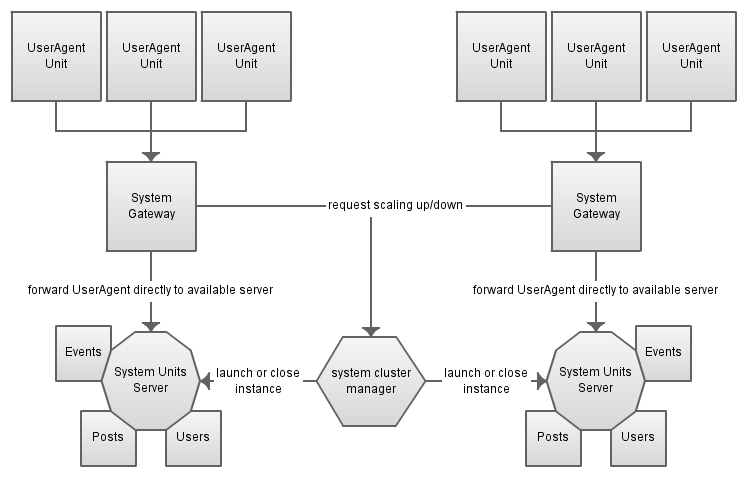 UserAgent
Unit
UserAgent
Unit
UserAgent
Unit
UserAgent
Unit
UserAgent
Unit
UserAgent
Unit
System
Gateway
request scaling up/down
System
Gateway
forward UserAgent directly to available server
forward UserAgent directly to available server
Events
System Units
Server
Posts
Users
launch or close
instance
system cluster
manager
launch or close
instance
System Units
Server
Events
Posts
Users